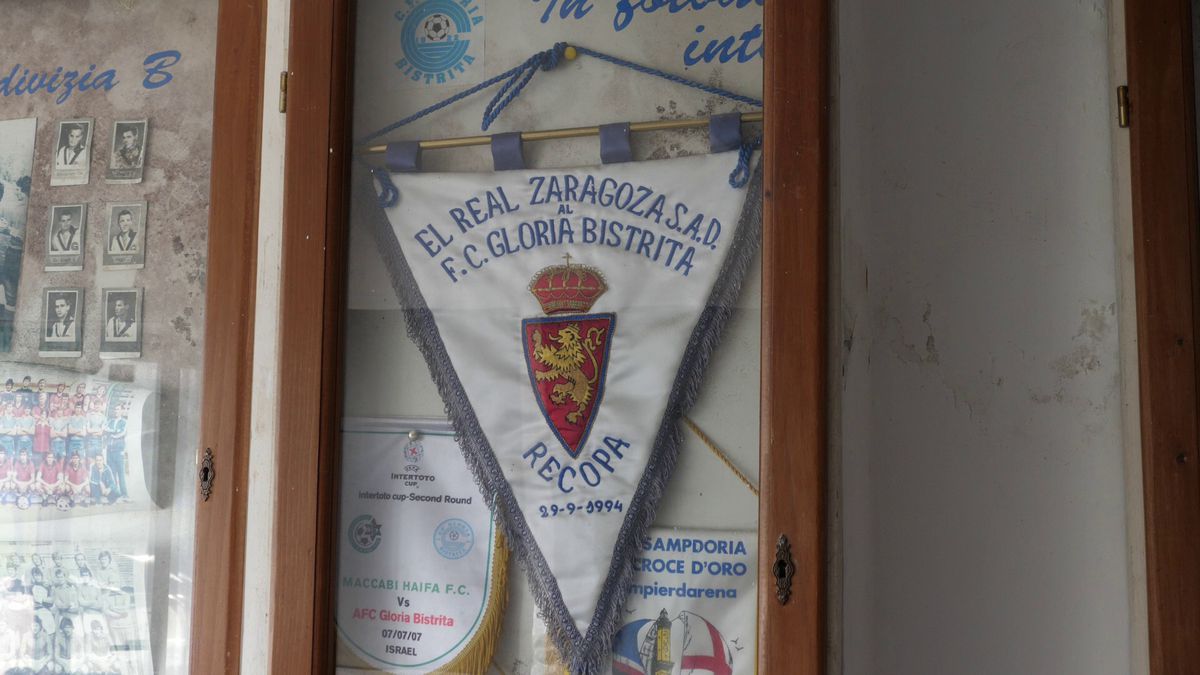 divizia B
BISTRITA
EL REAL ZARAGOZA S.A.D.
AL
F.C. GLORIA BISTRITA
RECOPA
29-9-1994
UEFA
INTERTOTO
CUP
Intertoto cup-Second Round
MACCABI HAIFA F.C.
Vs
AFC Gloria Bistrita
07/07/07
ISRAEL
SAMPDORIA
CROCE D'ORO
mpierdarena